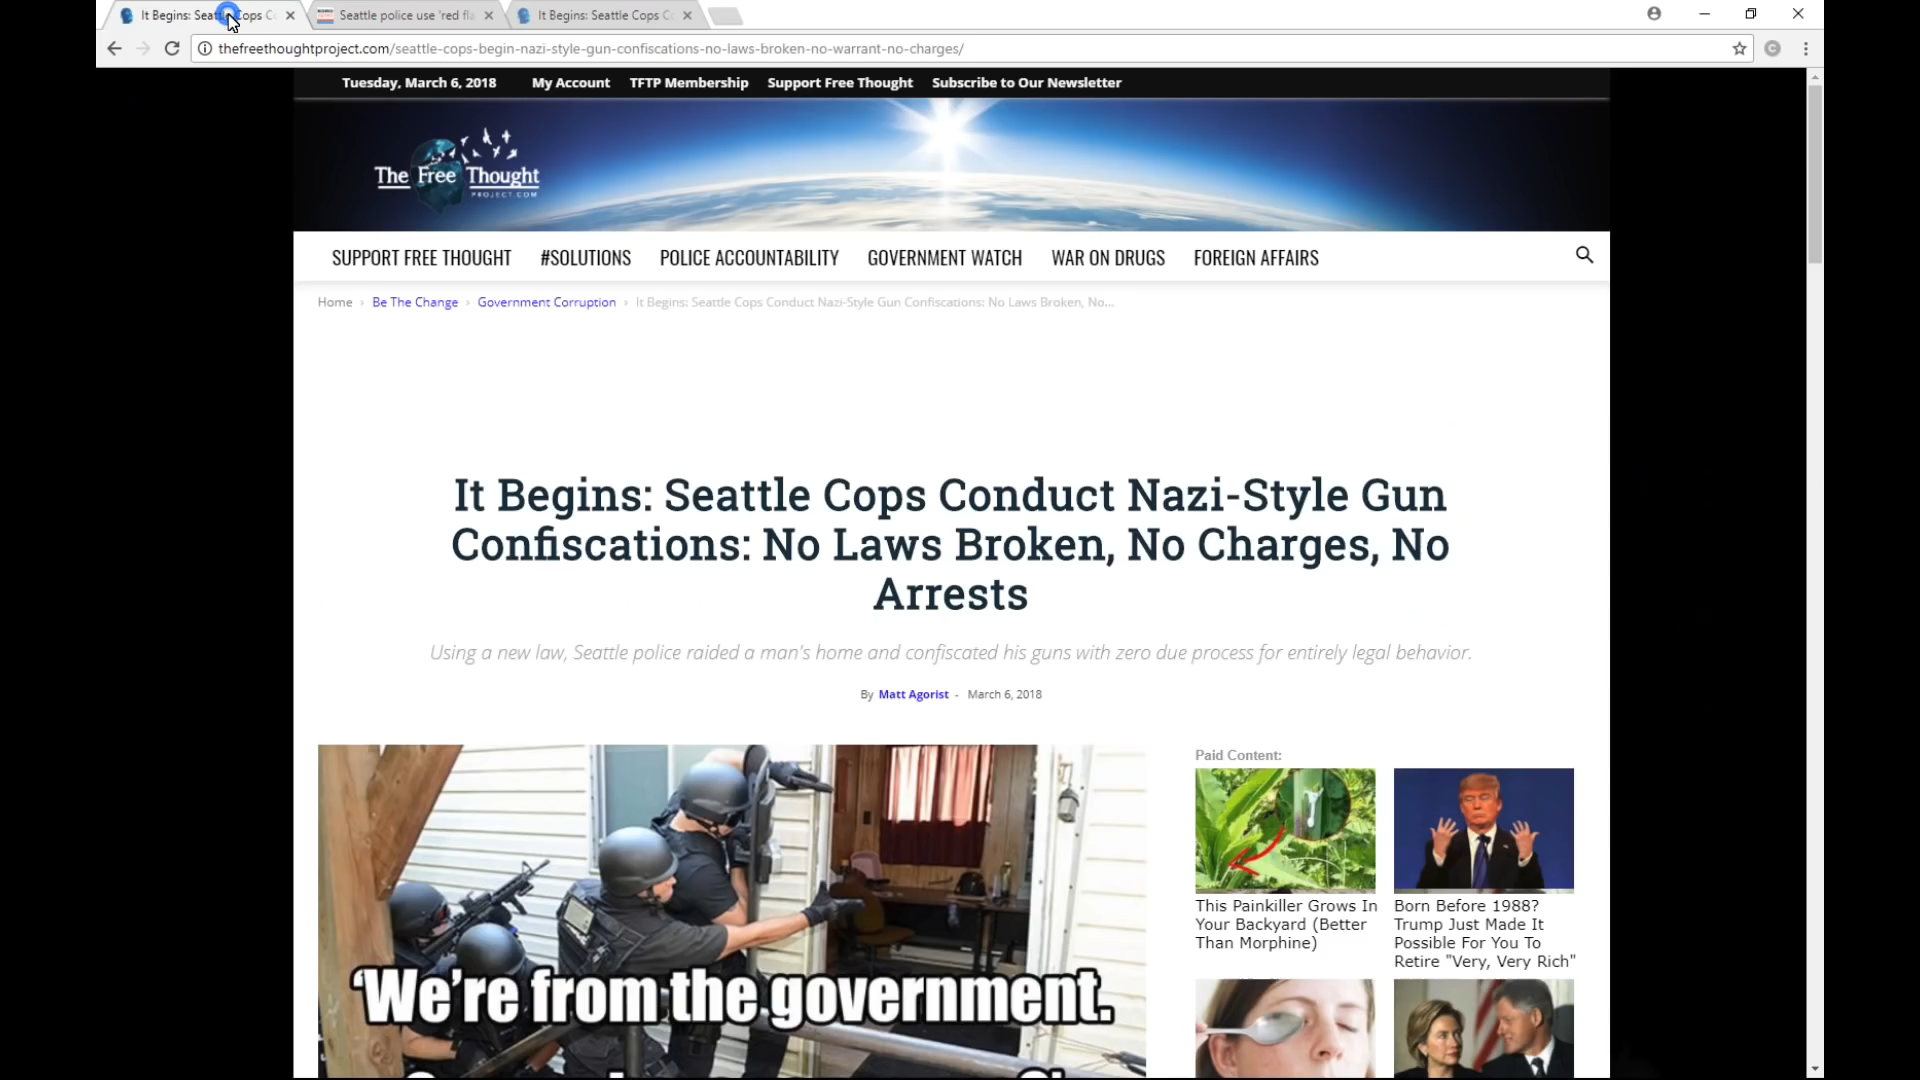 It Begins: Seattle Cops C
Seattle police use 'red fla
It Begins: Seattle Cops C
thefreethoughtproject.com/seattle-cops-begin-nazi-style-gun-confiscations-no-laws-broken-no-warrant-no-charges/
Tuesday, March 6, 2018 My Account TFTP Membership Support Free Thought Subscribe to Our Newsletter
The Free Thought
PROJECT.COM
SUPPORT FREE THOUGHT #SOLUTIONS POLICE ACCOUNTABILITY GOVERNMENT WATCH WAR ON DRUGS FOREIGN AFFAIRS
Home › Be The Change › Government Corruption › It Begins: Seattle Cops Conduct Nazi-Style Gun Confiscations: No Laws Broken, No...
It Begins: Seattle Cops Conduct Nazi-Style Gun
Confiscations: No Laws Broken, No Charges, No
Arrests
Using a new law, Seattle police raided a man's home and confiscated his guns with zero due process for entirely legal behavior.
By Matt Agorist - March 6, 2018
Paid Content:
This Painkiller Grows In
Your Backyard (Better
Than Morphine)
Born Before 1988?
Trump Just Made It
Possible For You To
Retire "Very, Very Rich"
‘We’re from the government.